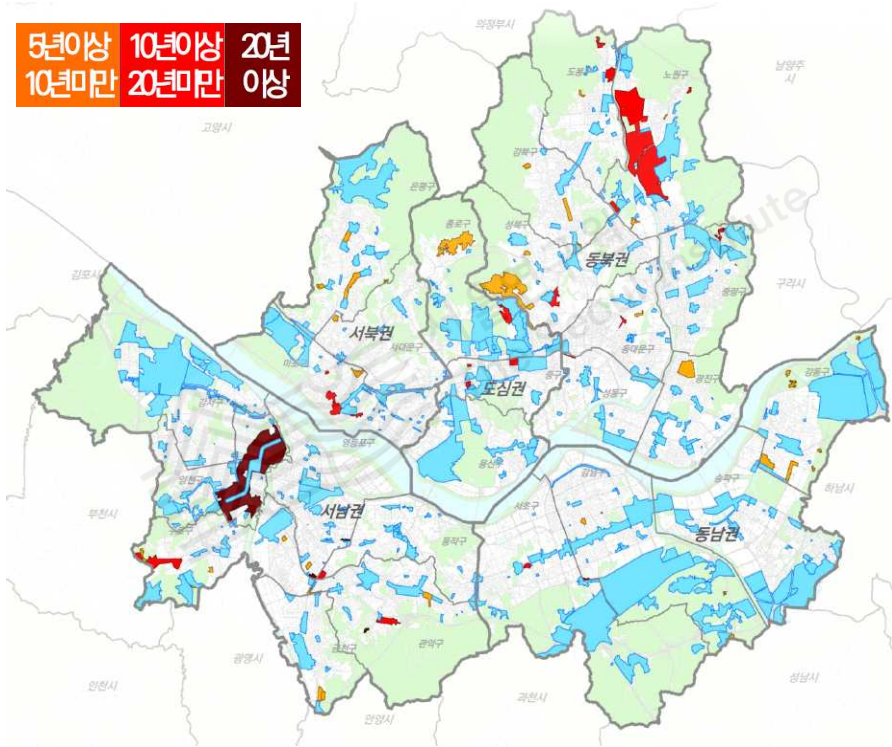 5년이상 10년이상 20년
10년미만 20년미만 이상
의정부시
남양주시
고양시
도봉구
노원구
강북구
은평구
종로구
성북구
동북권
김포시
구리시
중랑구
서북권
서대문구
동대문구
마포구
중구
도심권
성동구
광진구
강동구
강서구
영등포구
용산구
강남구
양천구
서초구
송파구
하남시
부천시
서남권
동남권
구로구
동작구
광명시
금천구
관악구
성남시
인천시
과천시
안양시